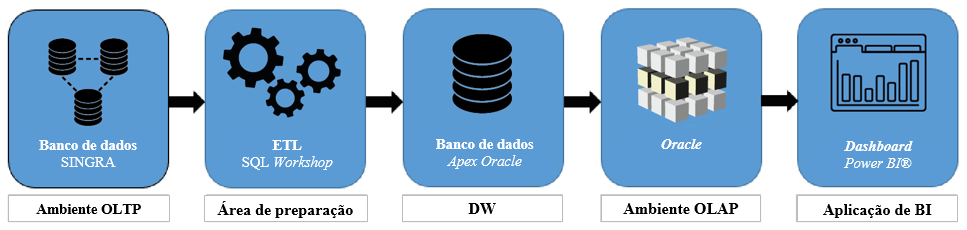 Banco de dados
SINGRA
Ambiente OLTP
ETL
SQL Workshop
Área de preparação
Banco de dados
Apex Oracle
DW
Oracle
Ambiente OLAP
Dashboard
Power BI®
Aplicação de BI